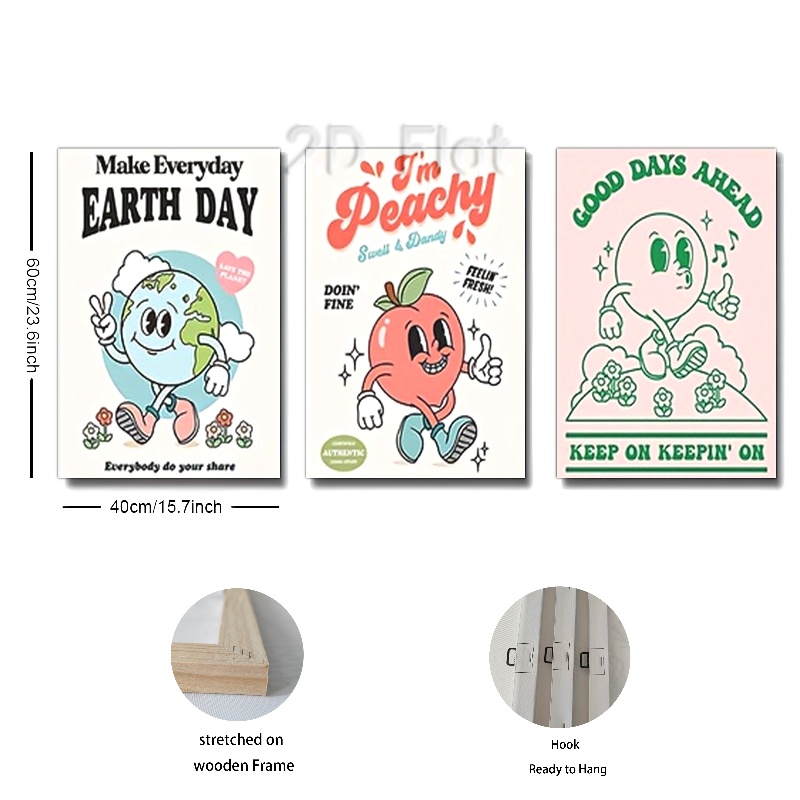 2D Flat
Make Everyday
EARTH DAY
SAVE THE
PLANET
Everybody do your share
I'm
Peachy
Swell & Dandy
DOIN'
FINE
FEELIN'
FRESH!
AUTHENTIC
GOOD DAYS AHEAD
KEEP ON KEEPIN' ON
60cm/23.6inch
40cm/15.7inch
stretched on
wooden Frame
Hook
Ready to Hang